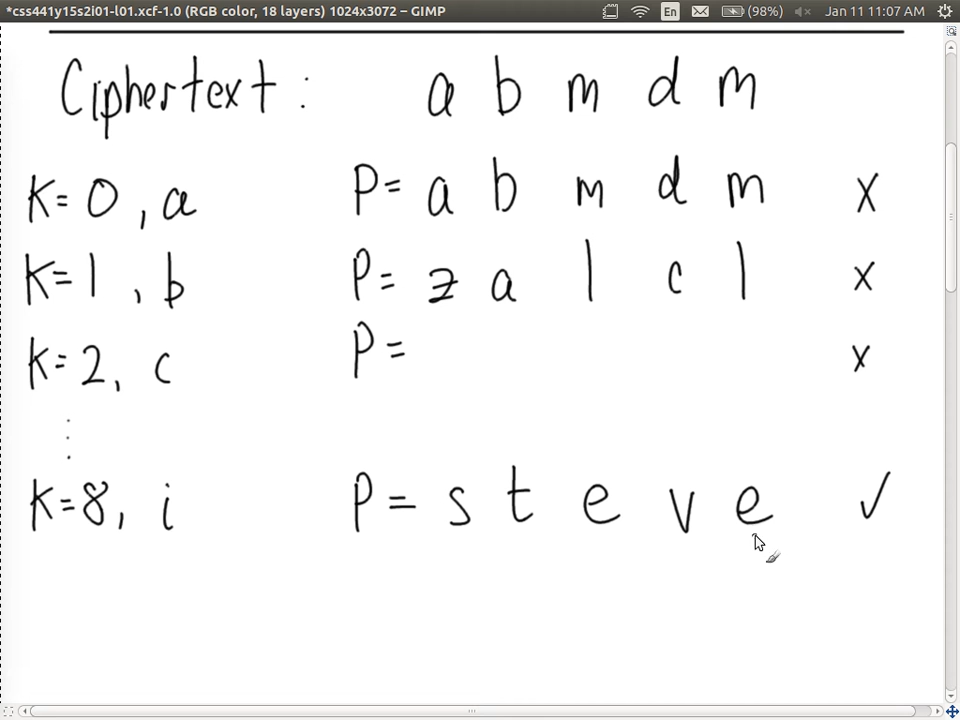 *css441y15s2i01-l01.xcf-1.0 (RGB color, 18 layers) 1024x3072 – GIMP En (98%) Jan 11 11:07 AM
Ciphertext: a b m d m
K=0, a P= a b m d m x
K=1, b P= z a l c l x
K=2, c P= x
⋮
K=8, i P= s t e v e ✓